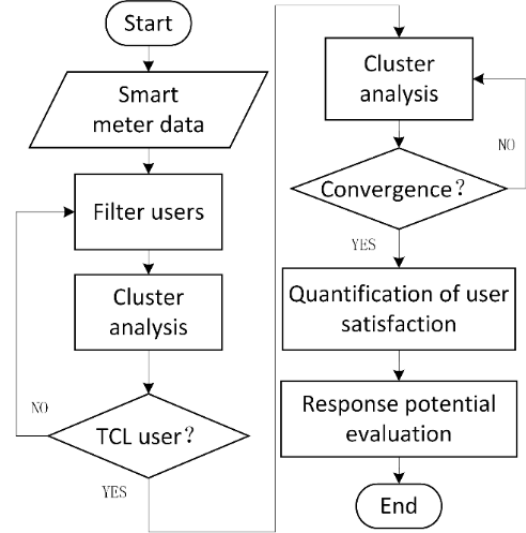 Start
Smart
meter data
Filter users
Cluster
analysis
NO
TCL user?
YES
Cluster
analysis
NO
Convergence?
YES
Quantification of user
satisfaction
Response potential
evaluation
End